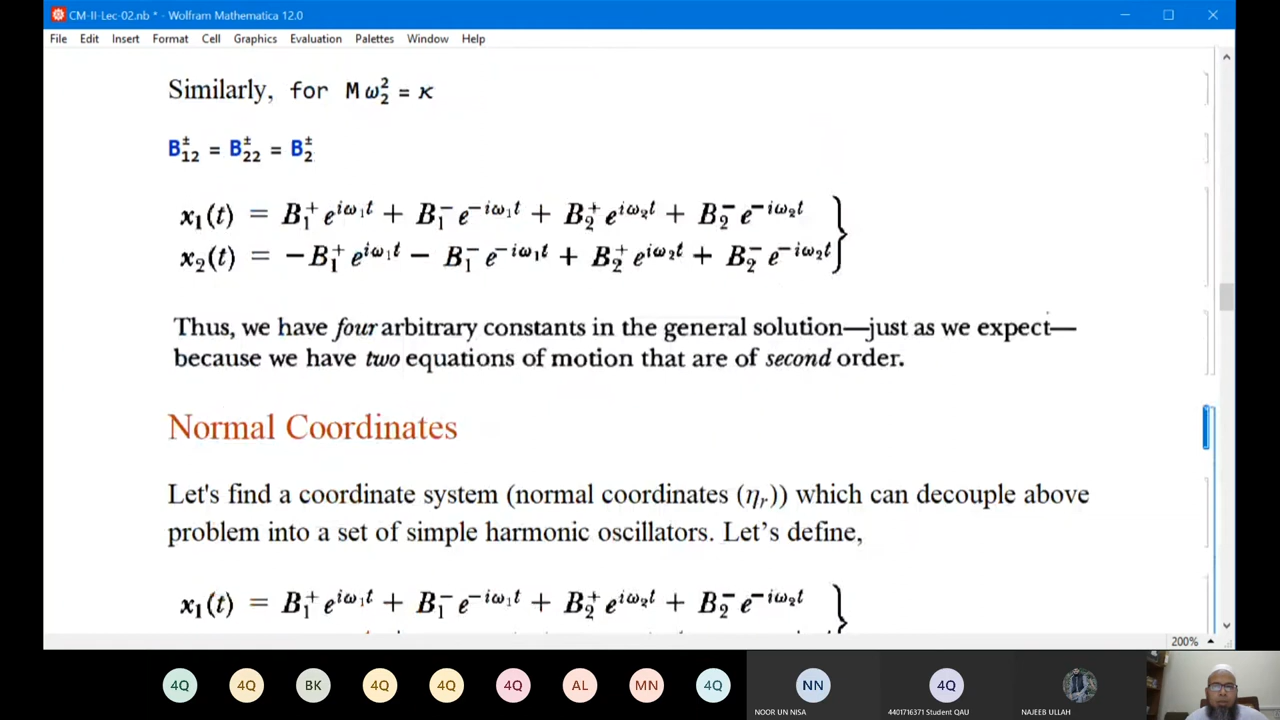 CM-II-Lec-02.nb * - Wolfram Mathematica 12.0
File Edit Insert Format Cell Graphics Evaluation Palettes Window Help
Similarly, for M ω₂² = κ
B₁₂^± = B₂₂^± = B₂^±
x₁(t) = B₁⁺ e^{iω₁t} + B₁⁻ e^{-iω₁t} + B₂⁺ e^{iω₂t} + B₂⁻ e^{-iω₂t}
x₂(t) = -B₁⁺ e^{iω₁t} - B₁⁻ e^{-iω₁t} + B₂⁺ e^{iω₂t} + B₂⁻ e^{-iω₂t} }
Thus, we have four arbitrary constants in the general solution—just as we expect—
because we have two equations of motion that are of second order.
Normal Coordinates
Let's find a coordinate system (normal coordinates (ηᵣ)) which can decouple above
problem into a set of simple harmonic oscillators. Let’s define,
x₁(t) = B₁⁺ e^{iω₁t} + B₁⁻ e^{-iω₁t} + B₂⁺ e^{iω₂t} + B₂⁻ e^{-iω₂t} }
200%
4Q 4Q BK 4Q 4Q 4Q AL MN 4Q NN 4Q
NOOR UN NISA 4401716371 Student QAU NAJEEB ULLAH